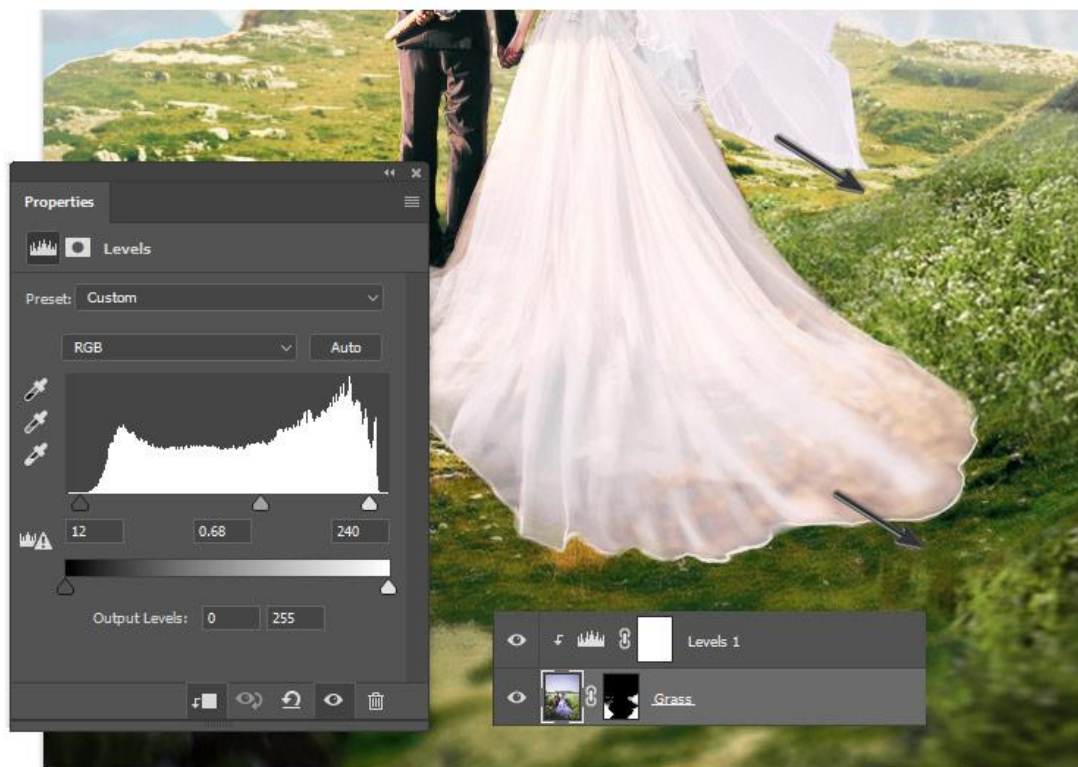 Properties
Levels
Preset: Custom
RGB Auto
12 0.68 240
Output Levels: 0 255
Levels 1
Grass